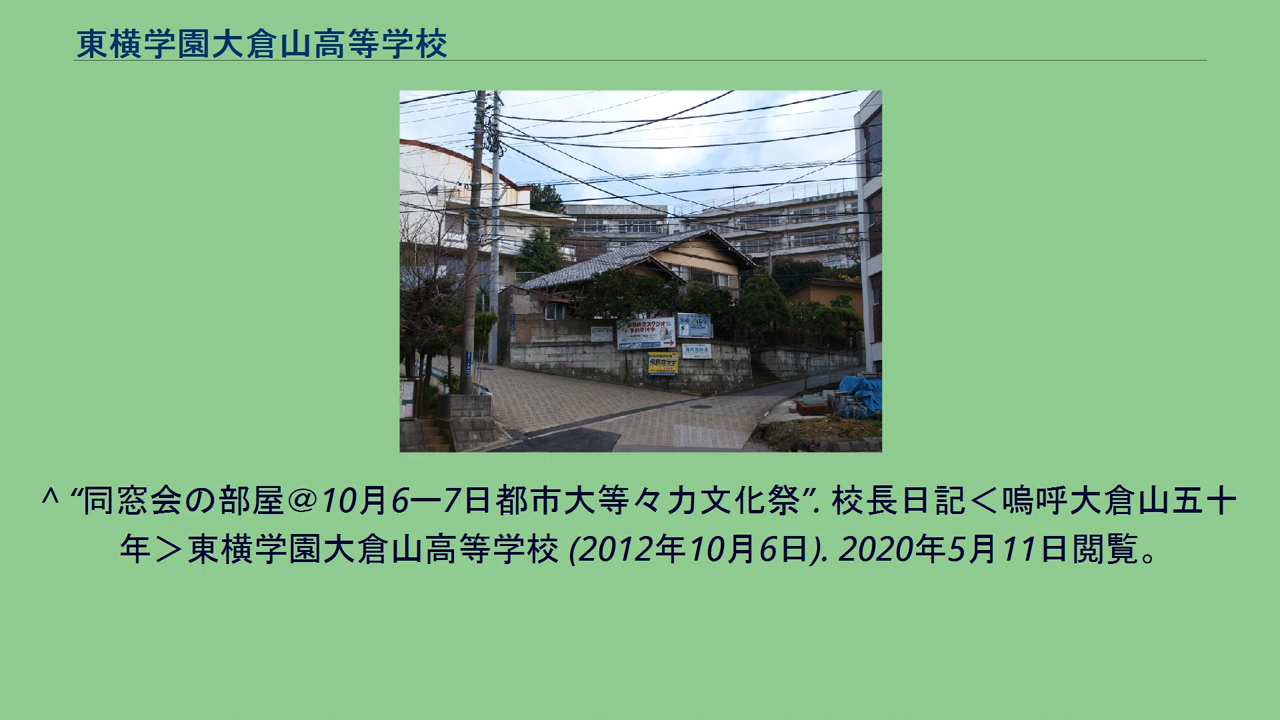 東横学園大倉山高等学校
^ “同窓会の部屋@10月6ー7日都市大等々力文化祭”. 校長日記＜嗚呼大倉山五十
年＞東横学園大倉山高等学校 (2012年10月6日). 2020年5月11日閲覧。